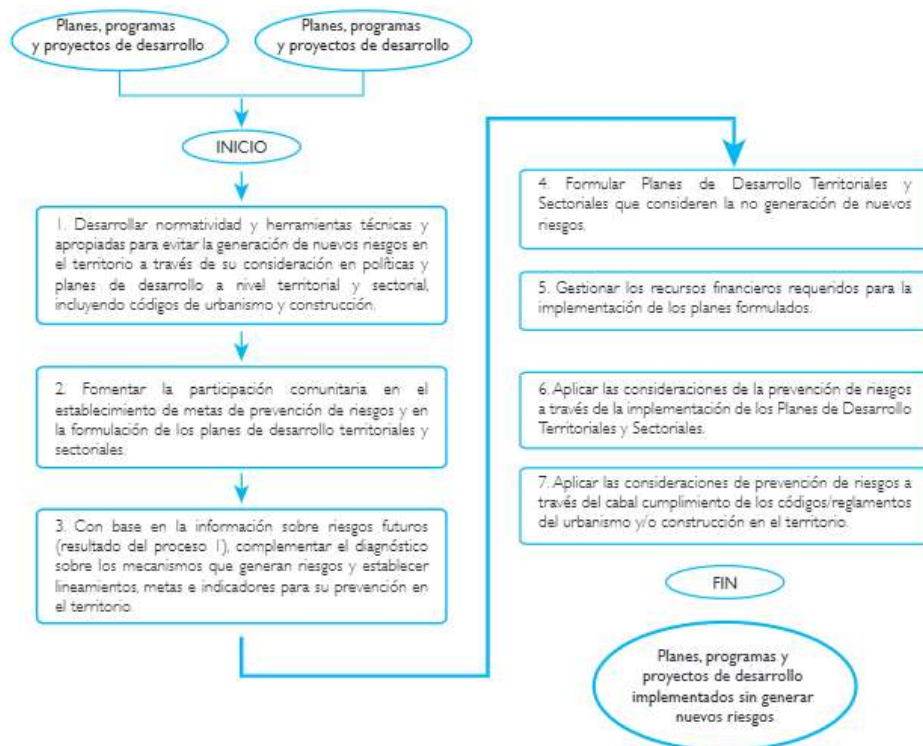 Planes, programas
y proyectos de desarrollo
Planes, programas
y proyectos de desarrollo
INICIO
1. Desarrollar normatividad y herramientas técnicas y
apropiadas para evitar la generación de nuevos riesgos en
el territorio a través de su consideración en políticas y
planes de desarrollo a nivel territorial y sectorial,
incluyendo códigos de urbanismo y construcción.
2. Fomentar la participación comunitaria en el
establecimiento de metas de prevención de riesgos y en
la formulación de los planes de desarrollo territoriales y
sectoriales.
3. Con base en la información sobre riesgos futuros
(resultado del proceso 1), complementar el diagnóstico
sobre los mecanismos que generan riesgos y establecer
lineamientos, metas e indicadores para su prevención en
el territorio.
4. Formular Planes de Desarrollo Territoriales y
Sectoriales que consideren la no generación de nuevos
riesgos.
5. Gestionar los recursos financieros requeridos para la
implementación de los planes formulados.
6. Aplicar las consideraciones de la prevención de riesgos
a través de la implementación de los Planes de Desarrollo
Territoriales y Sectoriales.
7. Aplicar las consideraciones de prevención de riesgos a
través del cabal cumplimiento de los códigos/reglamentos
del urbanismo y/o construcción en el territorio.
FIN
Planes, programas y
proyectos de desarrollo
implementados sin generar
nuevos riesgos